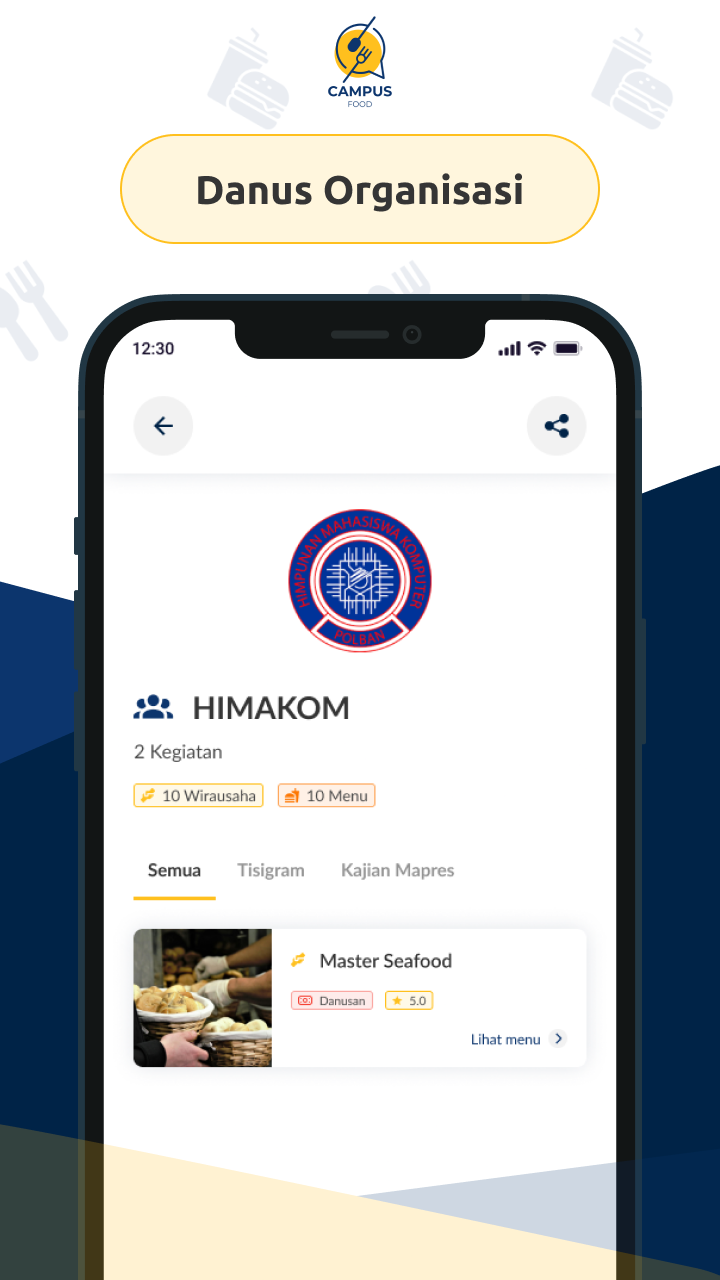 CAMPUS
FOOD
Danus Organisasi
12:30
HIMPUNAN MAHASISWA KOMPUTER
POLBAN
HIMAKOM
2 Kegiatan
10 Wirausaha 10 Menu
Semua Tisigram Kajian Mapres
Master Seafood
Danusan 5.0
Lihat menu